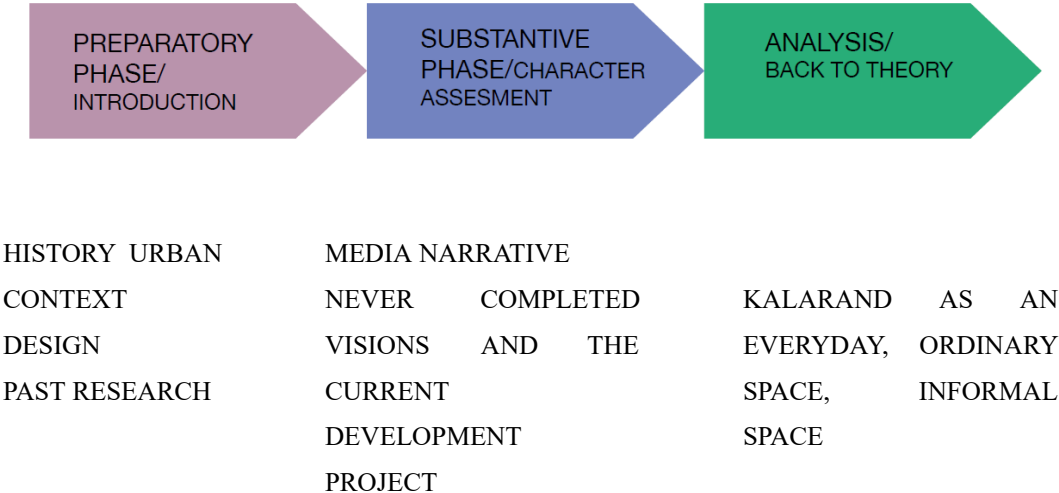 PREPARATORY
PHASE/
INTRODUCTION
SUBSTANTIVE
PHASE/CHARACTER
ASSESMENT
ANALYSIS/
BACK TO THEORY
HISTORY URBAN
CONTEXT
DESIGN
PAST RESEARCH
MEDIA NARRATIVE
NEVER COMPLETED
VISIONS AND THE
CURRENT
DEVELOPMENT
PROJECT
KALARAND AS AN
EVERYDAY, ORDINARY
SPACE, INFORMAL
SPACE